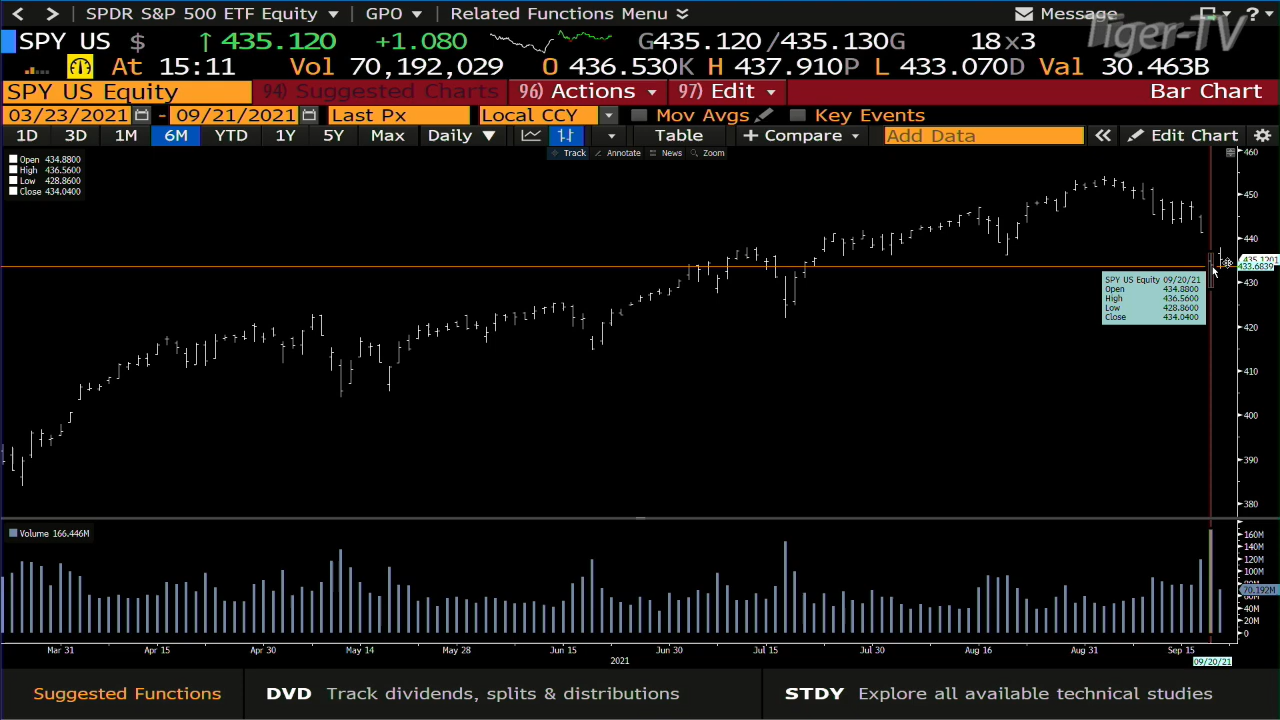 SPDR S&P 500 ETF Equity GPO Related Functions Menu Message ?
Tiger-TV
SPY US $ ↑ 435.120 +1.080 G435.120 /435.130G 18x3
At 15:11 Vol 70,192,029 O 436.530K H 437.910P L 433.070D Val 30.463B
SPY US Equity 94) Suggested Charts 96) Actions 97) Edit Bar Chart
03/23/2021 - 09/21/2021 Last Px Local CCY Mov Avgs Key Events
1D 3D 1M 6M YTD 1Y 5Y Max Daily ▼ Table + Compare Add Data « Edit Chart
Track Annotate News Zoom
Open 434.8800
High 436.5600
Low 428.8600
Close 434.0400
460
450
440
435.1201
433.6839
430
420
410
400
390
380
SPY US Equity 09/20/21
Open 434.8800
High 436.5600
Low 428.8600
Close 434.0400
Volume 166.446M
160M
140M
120M
100M
70.192M
40M
20M
0
Mar 31 Apr 15 Apr 30 May 14 May 28 Jun 15 Jun 30 Jul 15 Jul 30 Aug 16 Aug 31 Sep 15
2021 09/20/21
Suggested Functions DVD Track dividends, splits & distributions STDY Explore all available technical studies